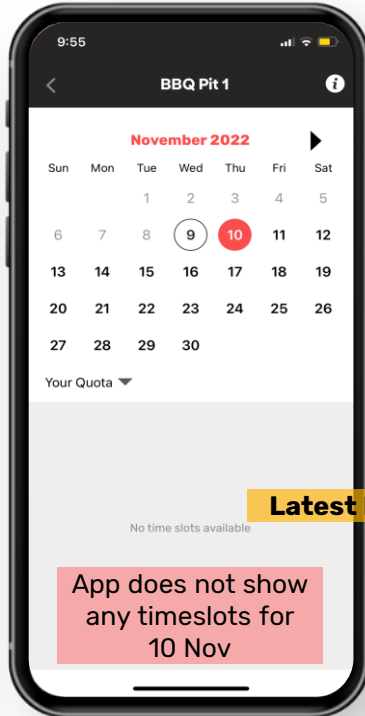 9:55
BBQ Pit 1
November 2022
Sun Mon Tue Wed Thu Fri Sat
1 2 3 4 5
6 7 8 9 10 11 12
13 14 15 16 17 18 19
20 21 22 23 24 25 26
27 28 29 30
Your Quota
Latest
No time slots available
App does not show
any timeslots for
10 Nov